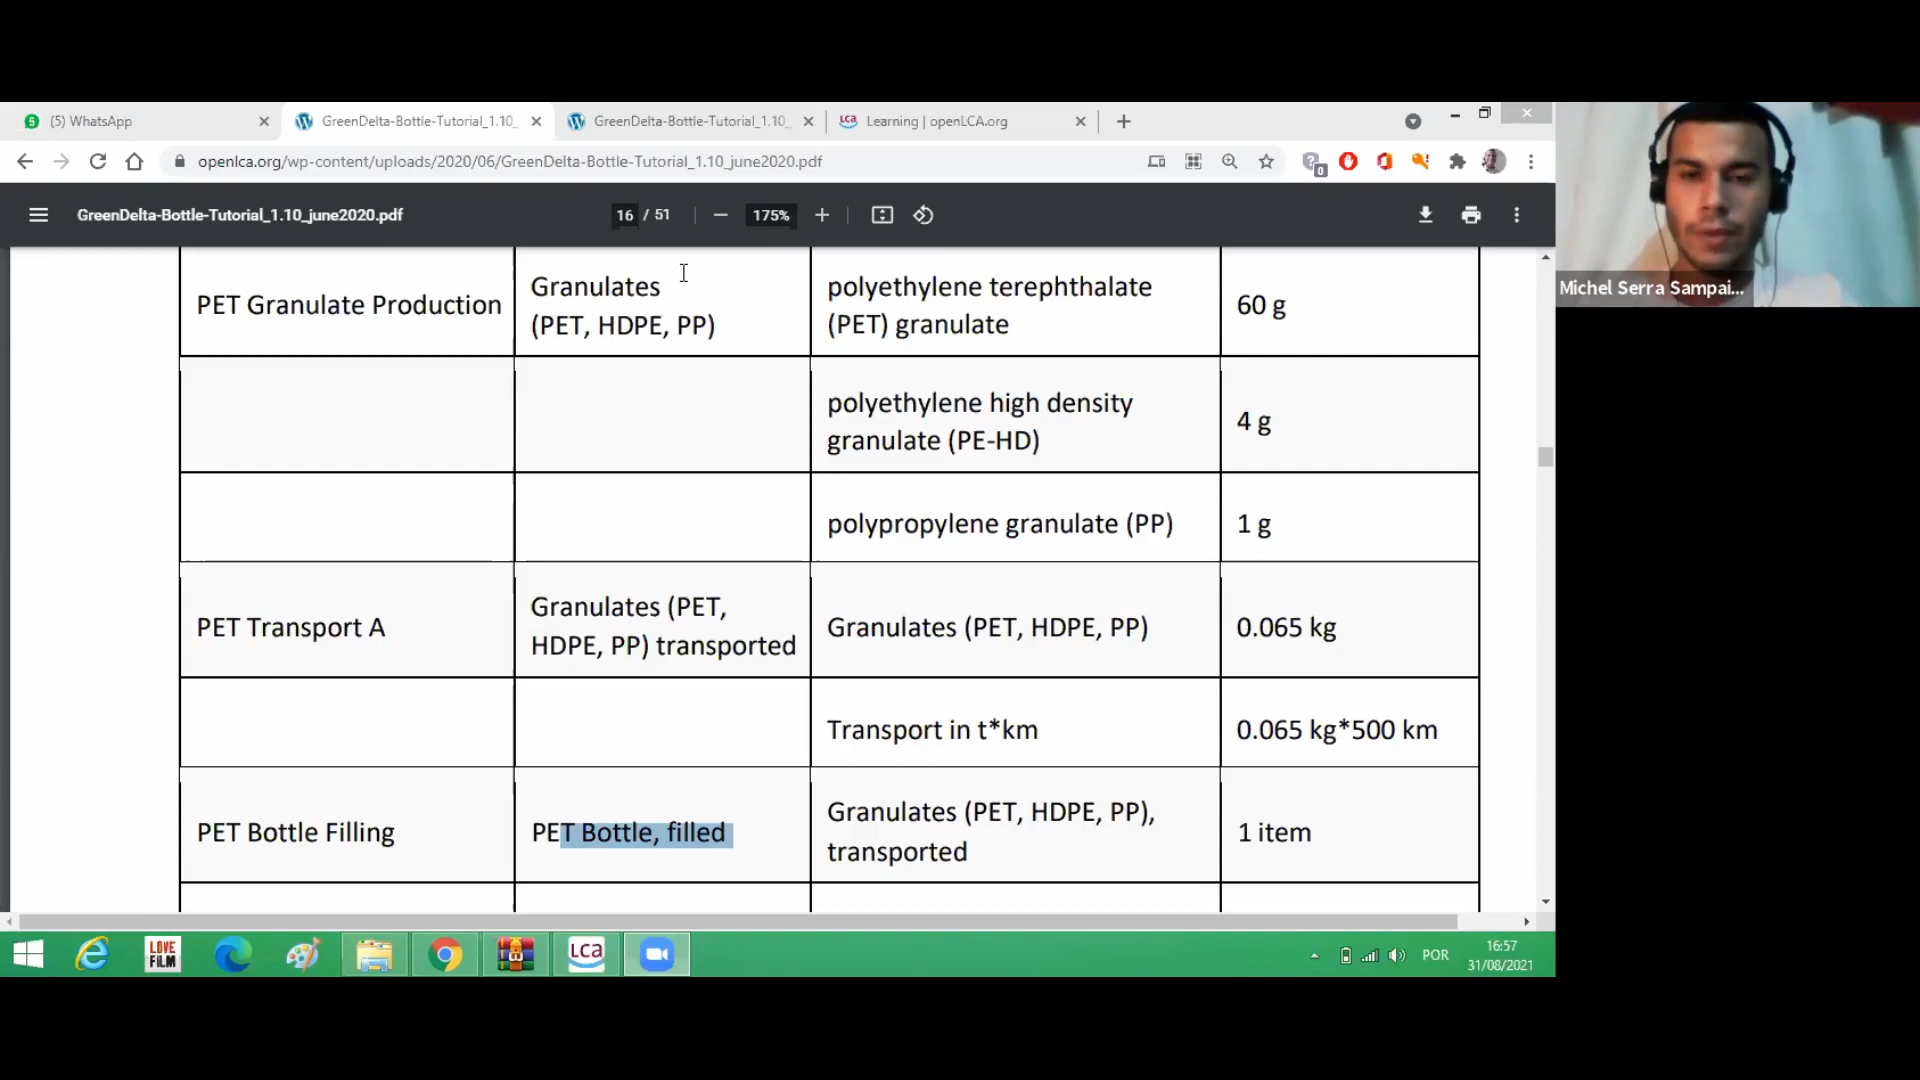 (5) WhatsApp
GreenDelta-Bottle-Tutorial_1.10_
GreenDelta-Bottle-Tutorial_1.10_
LCA
Learning | openLCA.org
openlca.org/wp-content/uploads/2020/06/GreenDelta-Bottle-Tutorial_1.10_june2020.pdf
0
GreenDelta-Bottle-Tutorial_1.10_june2020.pdf
16 / 51
175%
Michel Serra Sampai...
PET Granulate Production
Granulates
(PET, HDPE, PP)
polyethylene terephthalate
(PET) granulate
60 g
polyethylene high density
granulate (PE-HD)
4 g
polypropylene granulate (PP)
1 g
PET Transport A
Granulates (PET,
HDPE, PP) transported
Granulates (PET, HDPE, PP)
0.065 kg
Transport in t*km
0.065 kg*500 km
PET Bottle Filling
PET Bottle, filled
Granulates (PET, HDPE, PP),
transported
1 item
LOVE
FILM
LCA
POR
16:57
31/08/2021